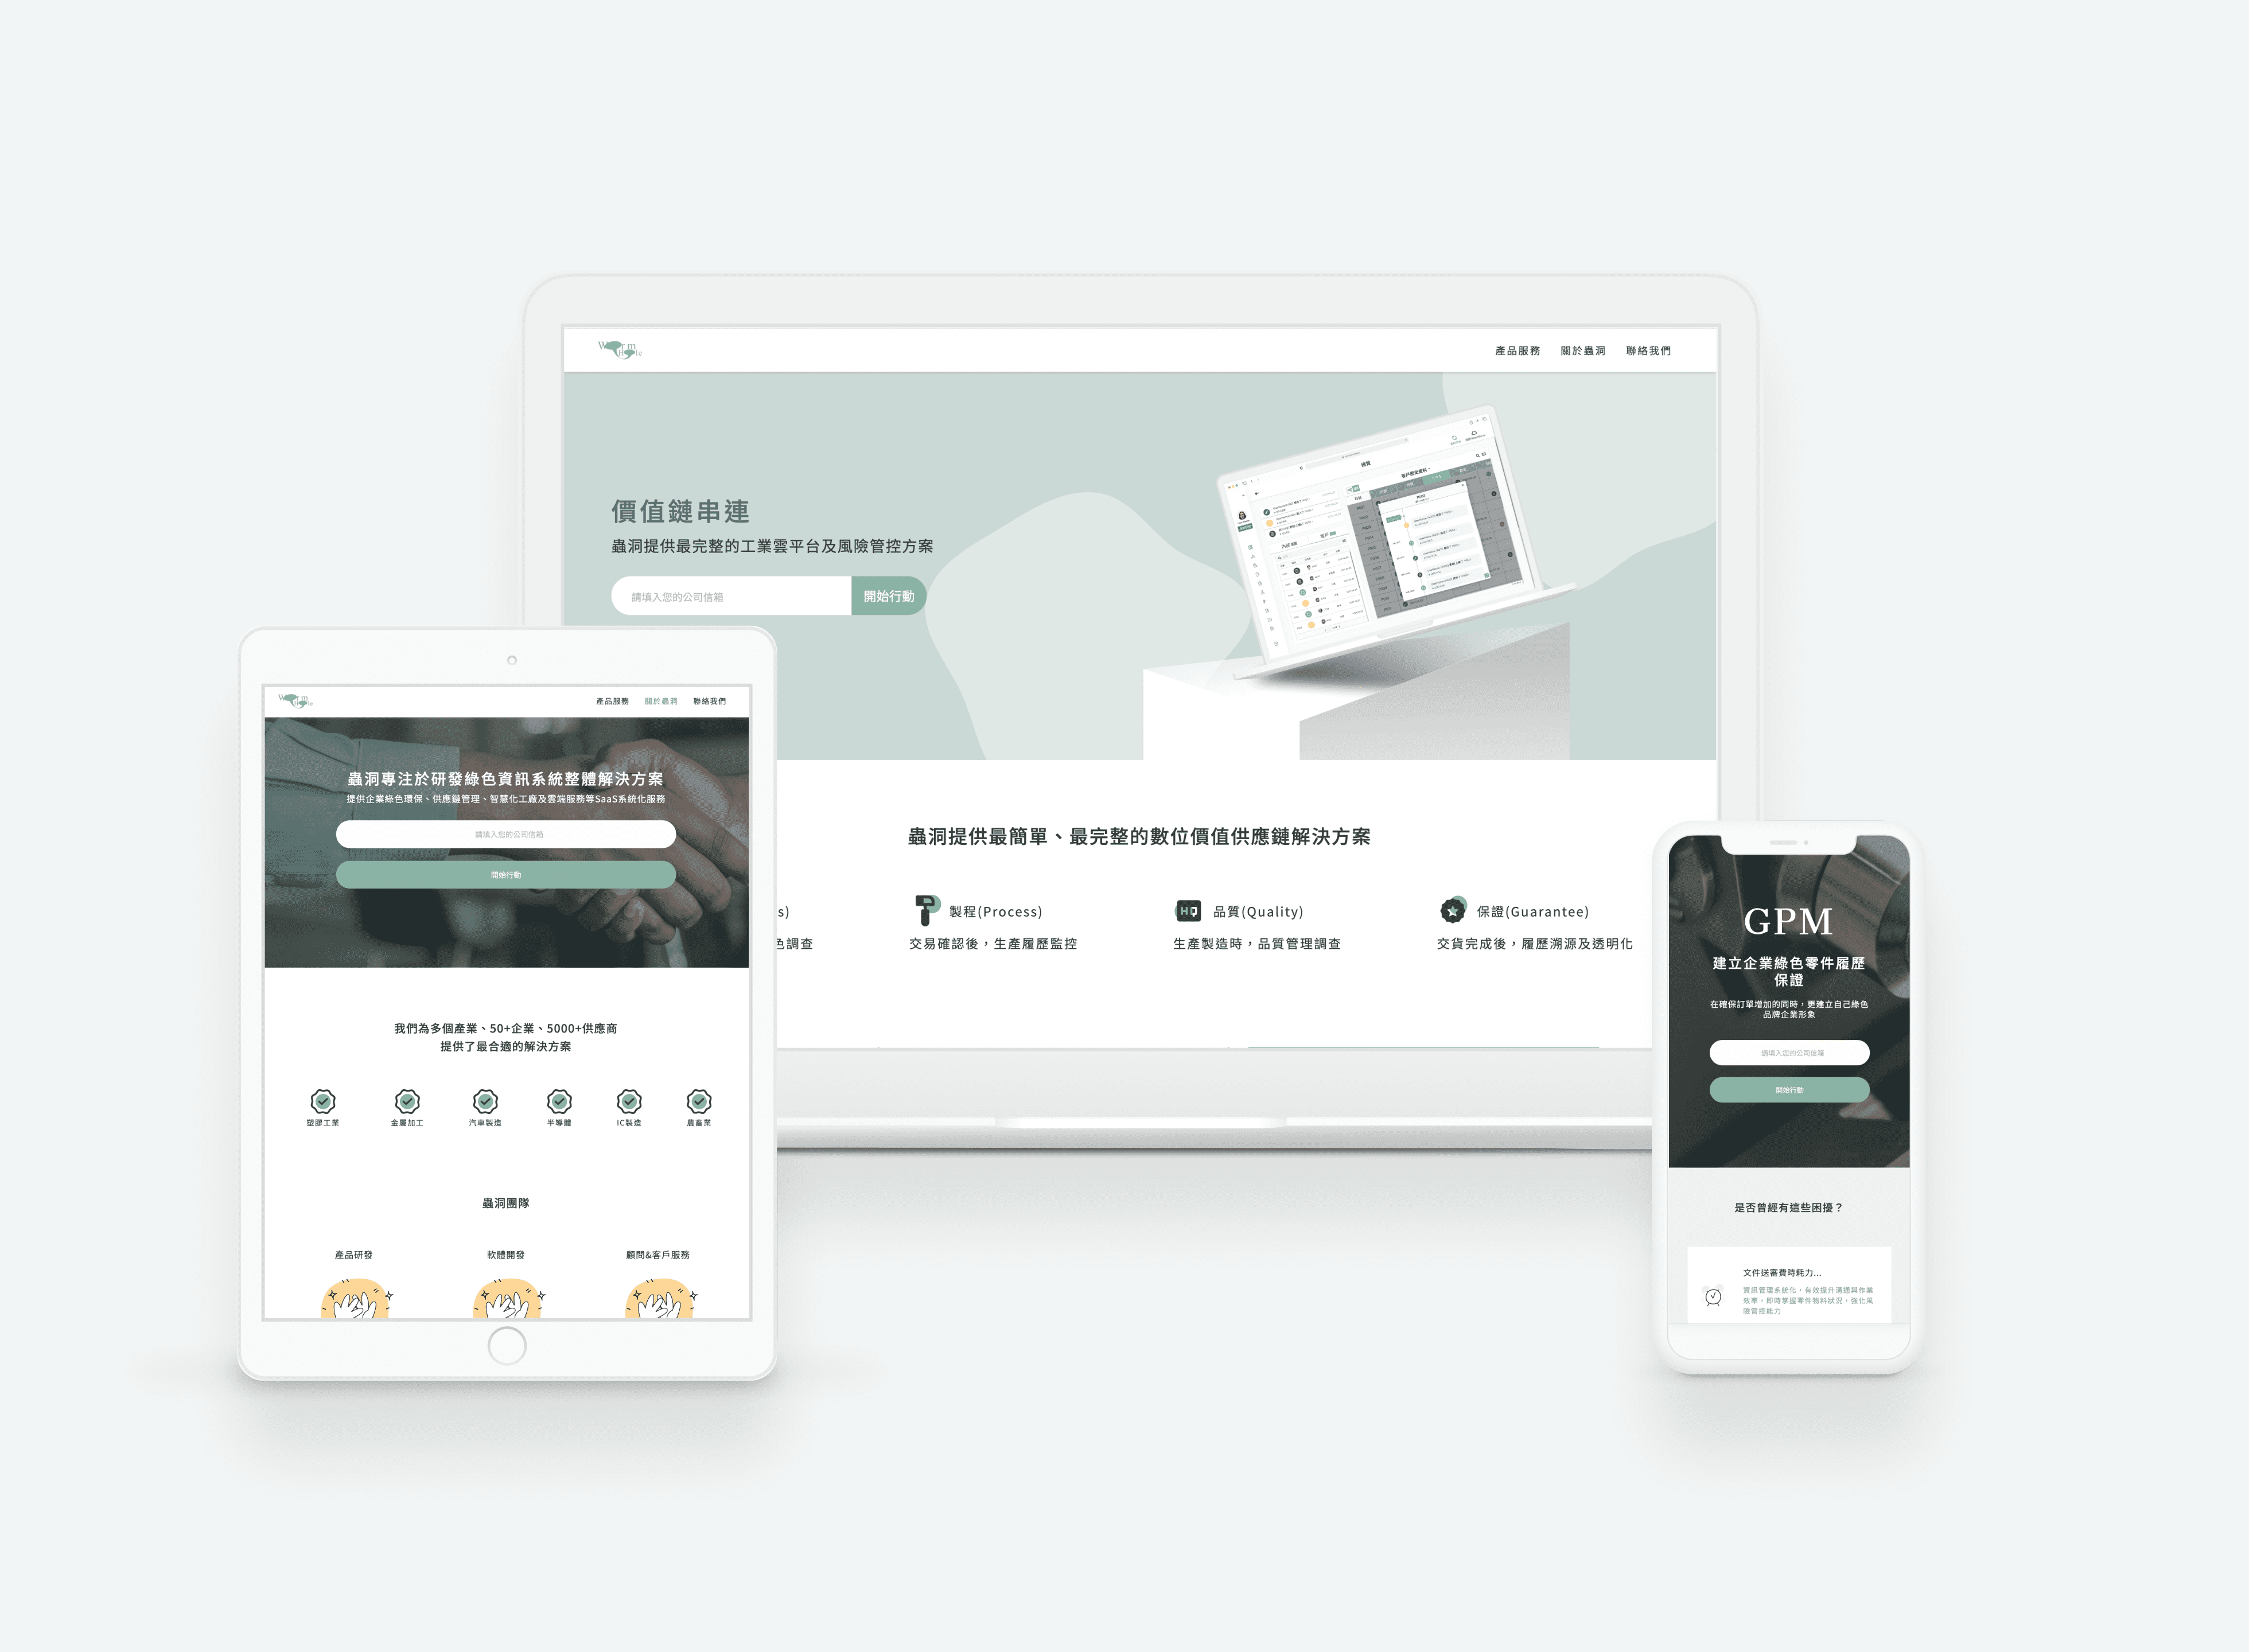 Worm
Hole
產品服務
關於蟲洞
聯絡我們
價值鏈串連
蟲洞提供最完整的工業雲平台及風險管控方案
請填入您的公司信箱
開始行動
總覽
客戶歷史資料
蟲洞提供最簡單、最完整的數位價值供應鏈解決方案
s)
色調查
製程(Process)
交易確認後，生產履歷監控
品質(Quality)
生產製造時，品質管理調查
保證(Guarantee)
交貨完成後，履歷溯源及透明化
產品服務
關於蟲洞
聯絡我們
蟲洞專注於研發綠色資訊系統整體解決方案
提供企業綠色環保、供應鏈管理、智慧化工廠及雲端服務等SaaS系統化服務
請填入您的公司信箱
開始行動
我們為多個產業、50+企業、5000+供應商
提供了最合適的解決方案
塑膠工業
金屬加工
汽車製造
半導體
IC製造
農畜業
蟲洞團隊
產品研發
軟體開發
顧問&客戶服務
GPM
建立企業綠色零件履歷
保證
在確保訂單增加的同時，更建立自己綠色
品牌企業形象
請填入您的公司信箱
開始行動
是否曾經有這些困擾？
文件送審費時耗力...
資訊管理系統化，有效提升溝通與作業
效率，即時掌握零件物料狀況，強化風
險管控能力